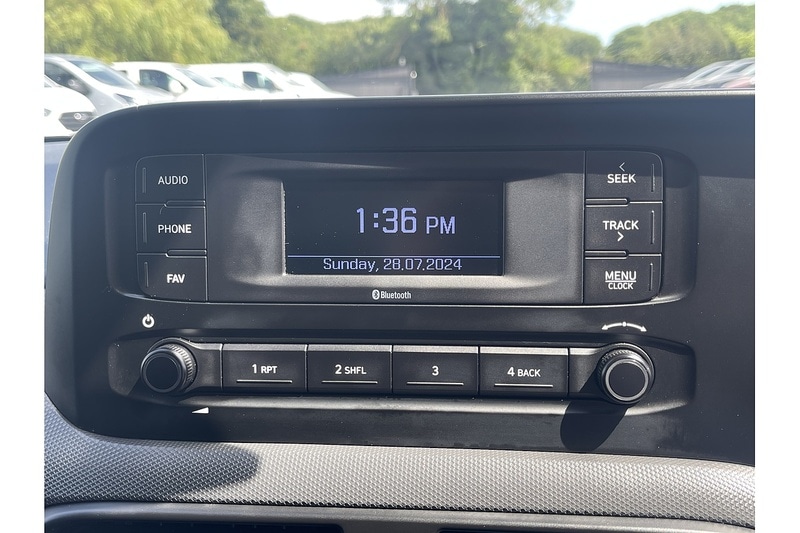 AUDIO
PHONE
FAV
1:36 PM
Sunday, 28.07.2024
Bluetooth
< SEEK
TRACK >
MENU
CLOCK
1 RPT
2 SHFL
3
4 BACK